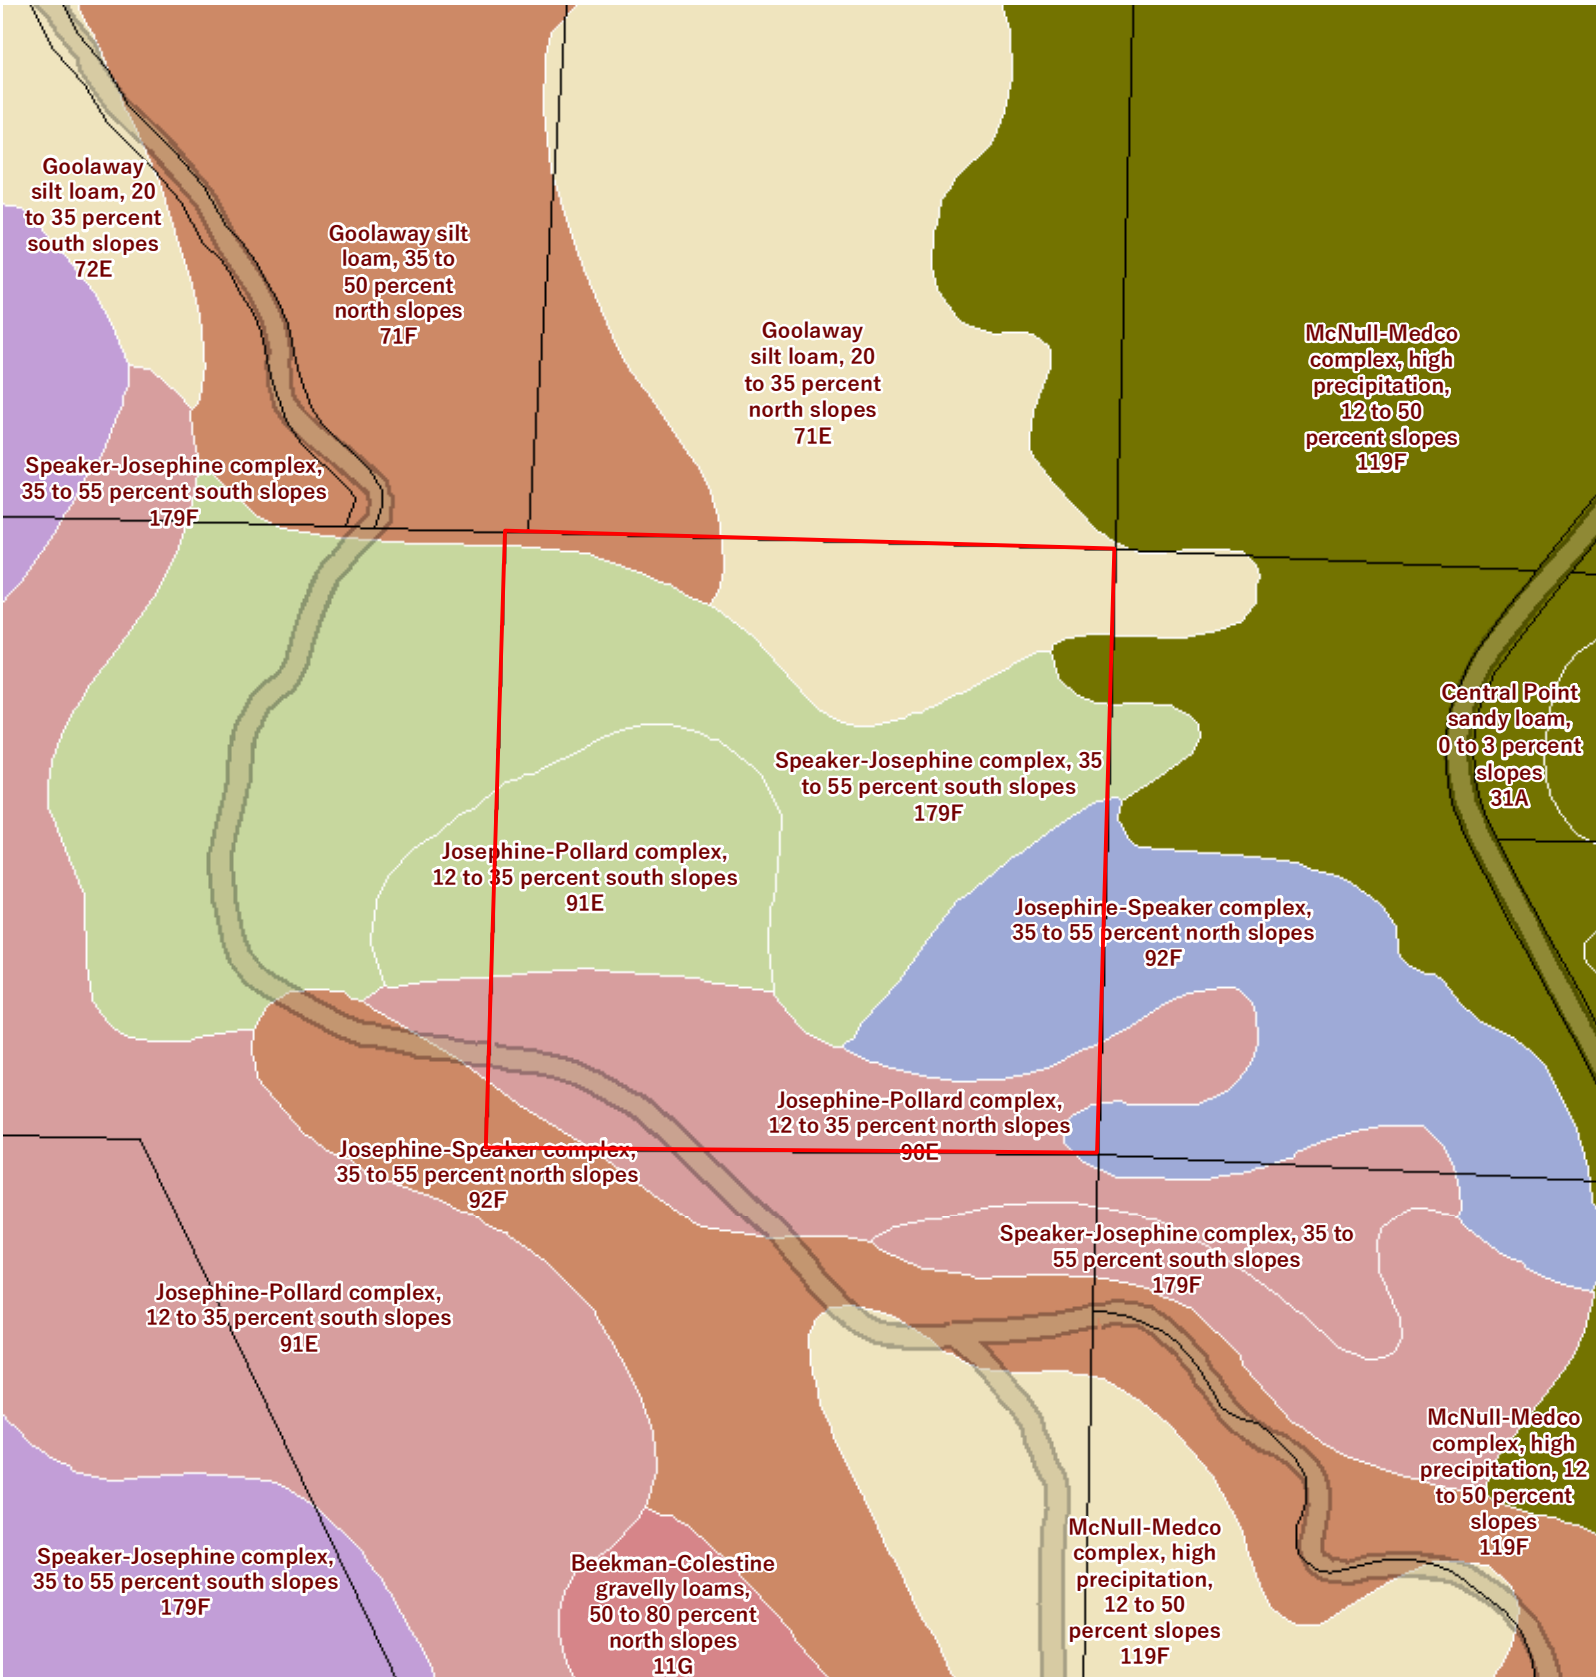 Goolaway
silt loam, 20
to 35 percent
south slopes
72E
Goolaway silt
loam, 35 to
50 percent
north slopes
71F
Goolaway
silt loam, 20
to 35 percent
north slopes
71E
McNull-Medco
complex, high
precipitation,
12 to 50
percent slopes
119F
Speaker-Josephine complex,
35 to 55 percent south slopes
179F
Central Point
sandy loam,
0 to 3 percent
slopes
31A
Speaker-Josephine complex, 35
to 55 percent south slopes
179F
Josephine-Pollard complex,
12 to 35 percent south slopes
91E
Josephine-Speaker complex,
35 to 55 percent north slopes
92F
Josephine-Pollard complex,
12 to 35 percent north slopes
90E
Josephine-Speaker complex,
35 to 55 percent north slopes
92F
Speaker-Josephine complex, 35 to
55 percent south slopes
179F
Josephine-Pollard complex,
12 to 35 percent south slopes
91E
McNull-Medco
complex, high
precipitation, 12
to 50 percent
slopes
119F
McNull-Medco
complex, high
precipitation,
12 to 50
percent slopes
119F
Speaker-Josephine complex,
35 to 55 percent south slopes
179F
Beekman-Colestine
gravelly loams,
50 to 80 percent
north slopes
11G